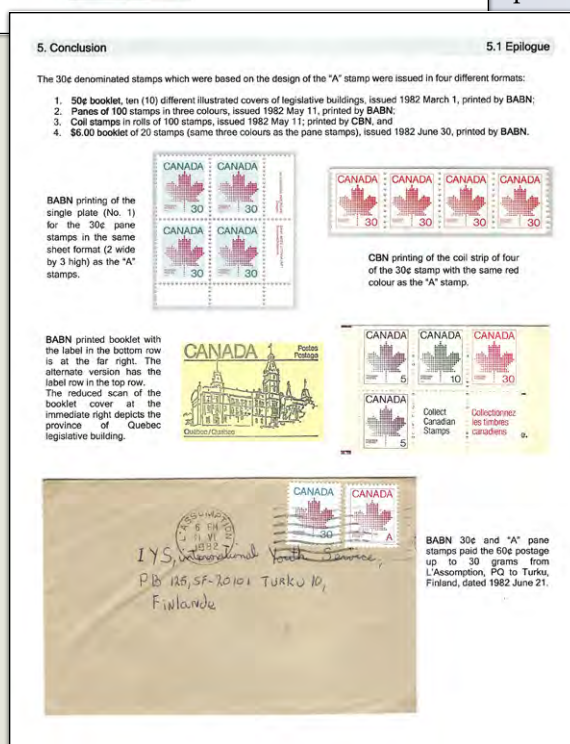 5. Conclusion
5.1 Epilogue
The 30¢ denominated stamps which were based on the design of the "A" stamp were issued in four different formats:
1. 50¢ booklet, ten (10) different illustrated covers of legislative buildings, issued 1982 March 1, printed by BABN;
2. Panes of 100 stamps in three colours, issued 1982 May 11, printed by BABN;
3. Coil stamps in rolls of 100 stamps, issued 1982 May 11; printed by CBN, and
4. $6.00 booklet of 20 stamps (same three colours as the pane stamps), issued 1982 June 30, printed by BABN.
BABN printing of the
single plate (No. 1)
for the 30¢ pane
stamps in the same
sheet format (2 wide
by 3 high) as the "A"
stamps.
CANADA CANADA
30 30
CANADA CANADA
30 30
CANADA CANADA CANADA CANADA
30 30 30 30
CBN printing of the coil strip of four
of the 30¢ stamp with the same red
colour as the "A" stamp.
BABN printed booklet with
the label in the bottom row
is at the far right. The
alternate version has the
label row in the top row.
The reduced scan of the
booklet cover at the
immediate right depicts the
province of Quebec
legislative building.
CANADA Postes
Postage
Québec/Quebec
CANADA CANADA CANADA
5 10 30
CANADA
5
Collect
Canadian
Stamps
Collectionnez
les timbres
canadiens
CANADA CANADA
30 A
L'ASSOMPTION
1982
IYS, international Youth Service,
PB 125, SF-20101 TURKU 10,
Finlande
BABN 30¢ and "A" pane
stamps paid the 60¢ postage
up to 30 grams from
L'Assomption, PQ to Turku,
Finland, dated 1982 June 21.